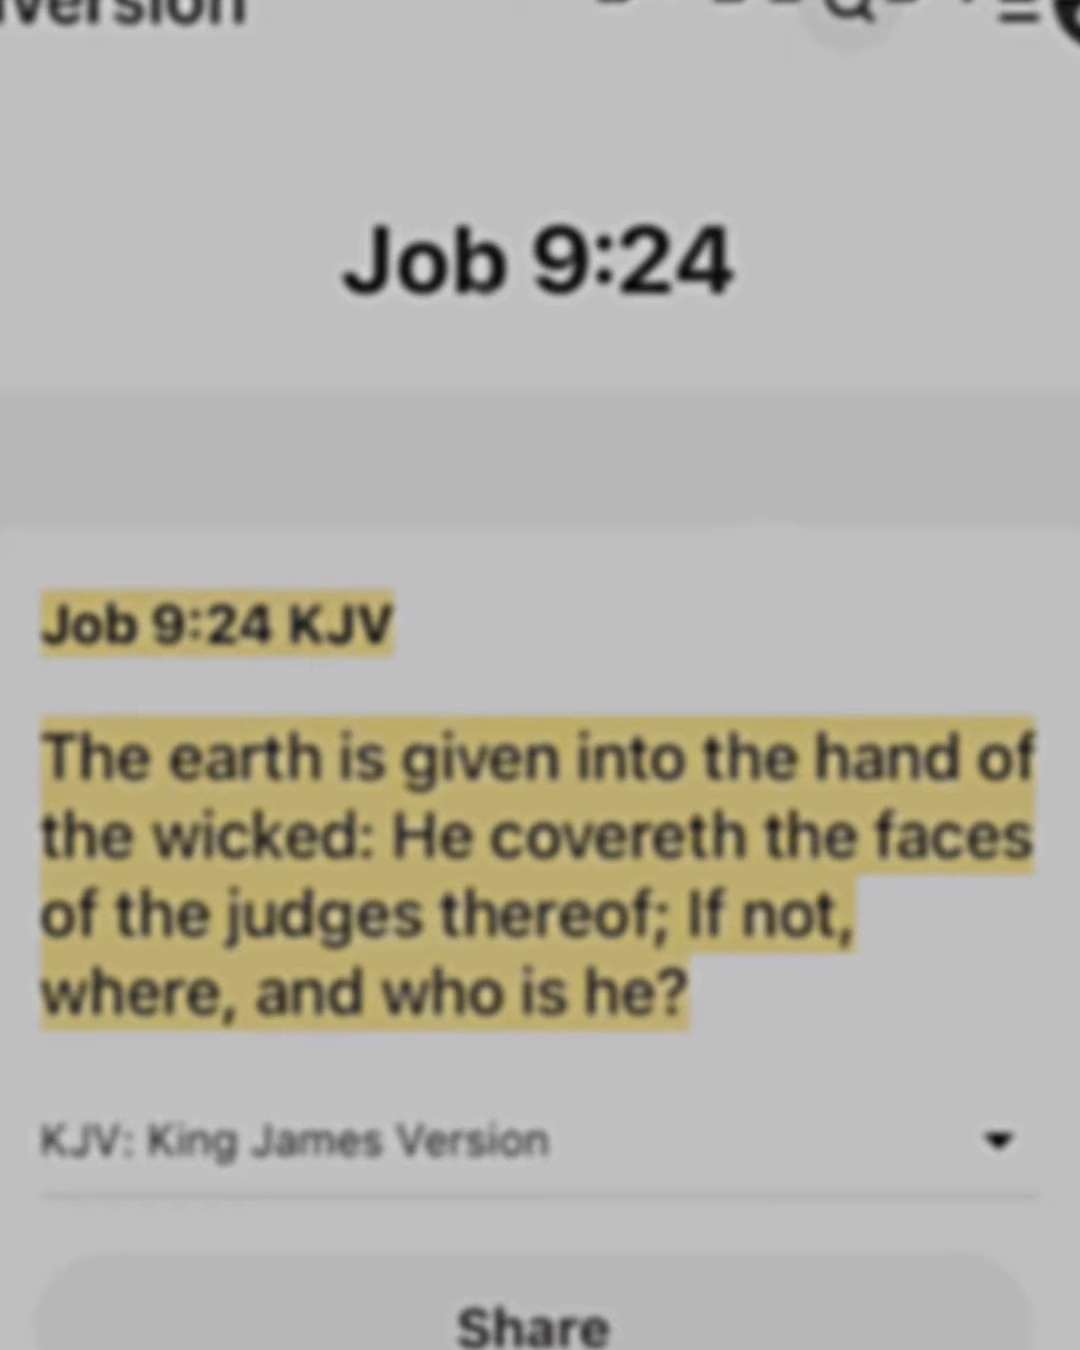 Job 9:24
Job 9:24 KJV
The earth is given into the hand of
the wicked: He covereth the faces
of the judges thereof; If not,
where, and who is he?
KJV: King James Version
Share